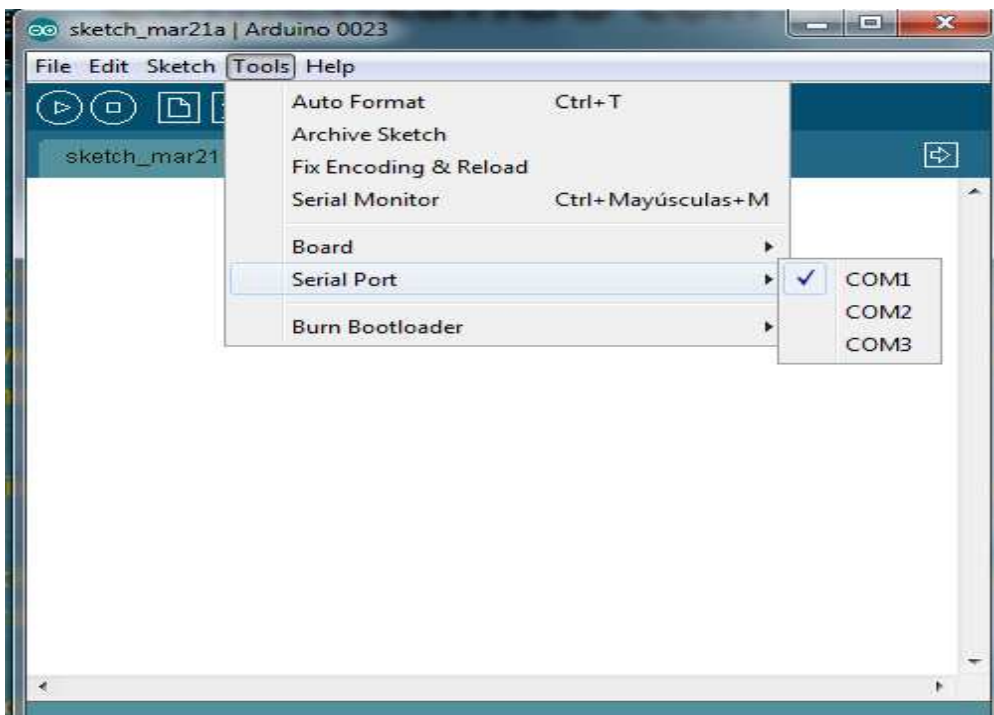 sketch_mar21a | Arduino 0023
File Edit Sketch Tools Help
Auto Format Ctrl+T
Archive Sketch
sketch_mar21
Fix Encoding & Reload
Serial Monitor Ctrl+Mayúsculas+M
Board
Serial Port
COM1
COM2
COM3
Burn Bootloader